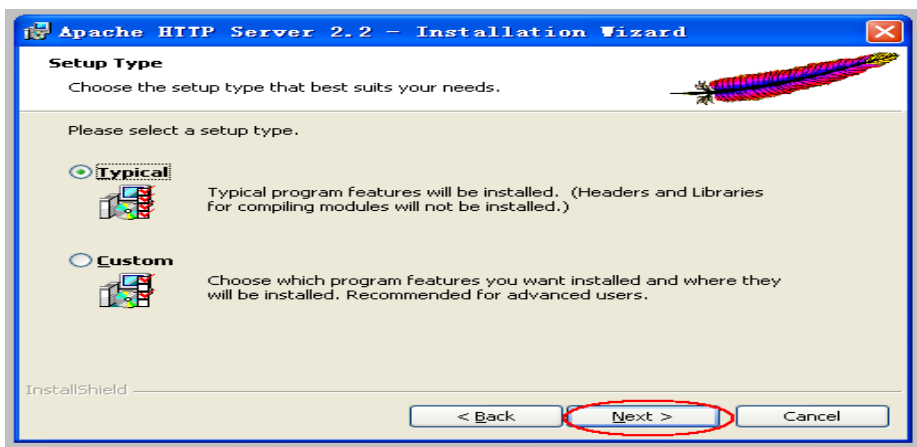 Apache HTTP Server 2.2 - Installation Wizard
Setup Type
Choose the setup type that best suits your needs.
Please select a setup type.
Typical
Typical program features will be installed. (Headers and Libraries
for compiling modules will not be installed.)
Custom
Choose which program features you want installed and where they
will be installed. Recommended for advanced users.
InstallShield
< Back
Next >
Cancel